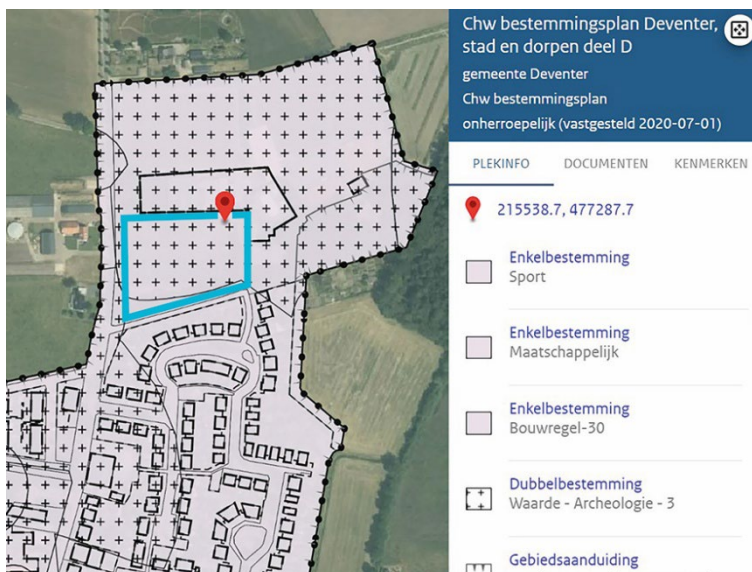 Chw bestemmingsplan Deventer,
stad en dorpen deel D
gemeente Deventer
Chw bestemmingsplan
onherroepelijk (vastgesteld 2020-07-01)
PLEKINFO DOCUMENTEN KENMERKEN
215538.7, 477287.7
Enkelbestemming
Sport
Enkelbestemming
Maatschappelijk
Enkelbestemming
Bouwregel-30
Dubbelbestemming
Waarde - Archeologie - 3
Gebiedsaanduiding